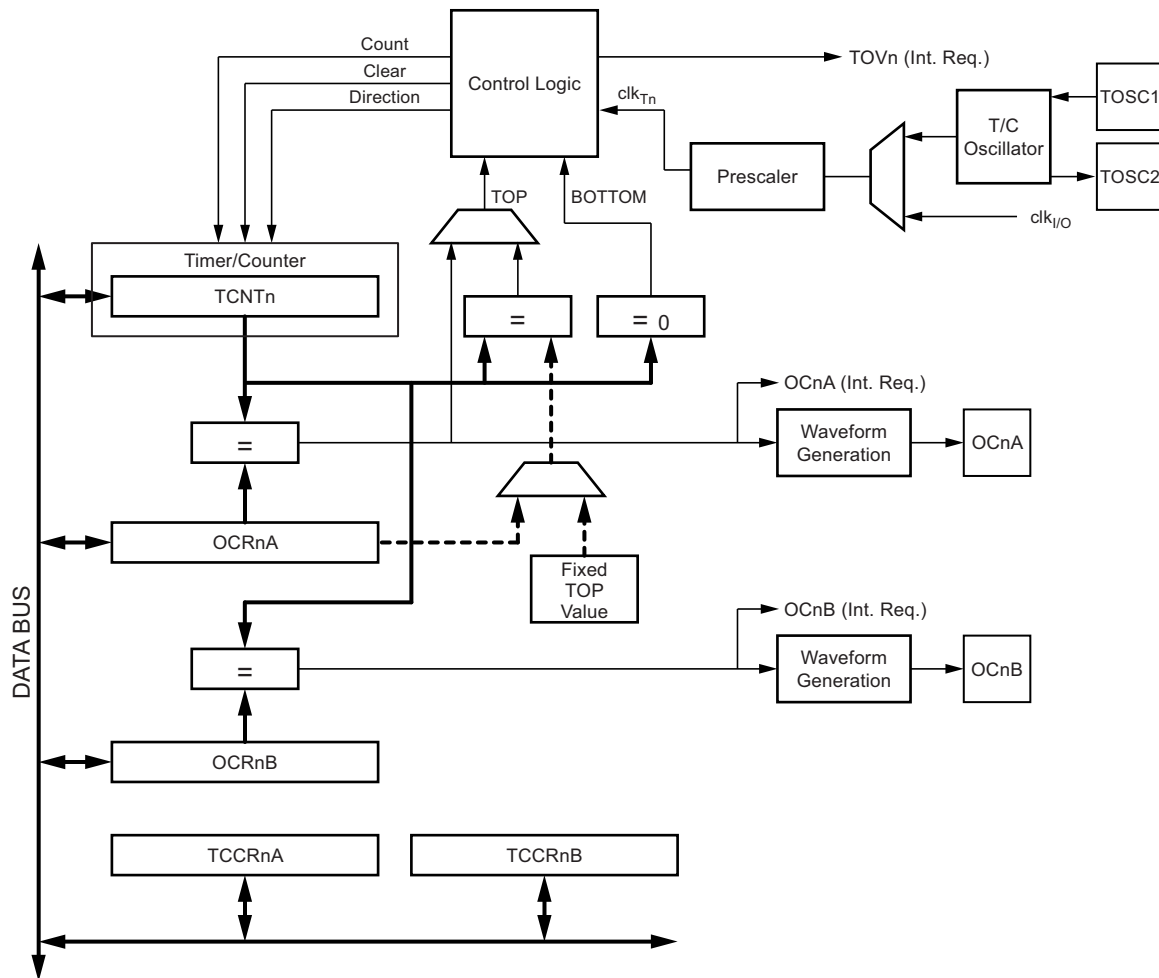 Count
Clear
Direction
Control Logic
TOVn (Int. Req.)
clkTn
TOSC1
T/C
Oscillator
TOSC2
Prescaler
clkI/O
TOP
BOTTOM
Timer/Counter
TCNTn
=
= 0
OCnA (Int. Req.)
=
Waveform
Generation
OCnA
OCRnA
Fixed
TOP
Value
DATA BUS
OCnB (Int. Req.)
=
Waveform
Generation
OCnB
OCRnB
TCCRnA
TCCRnB